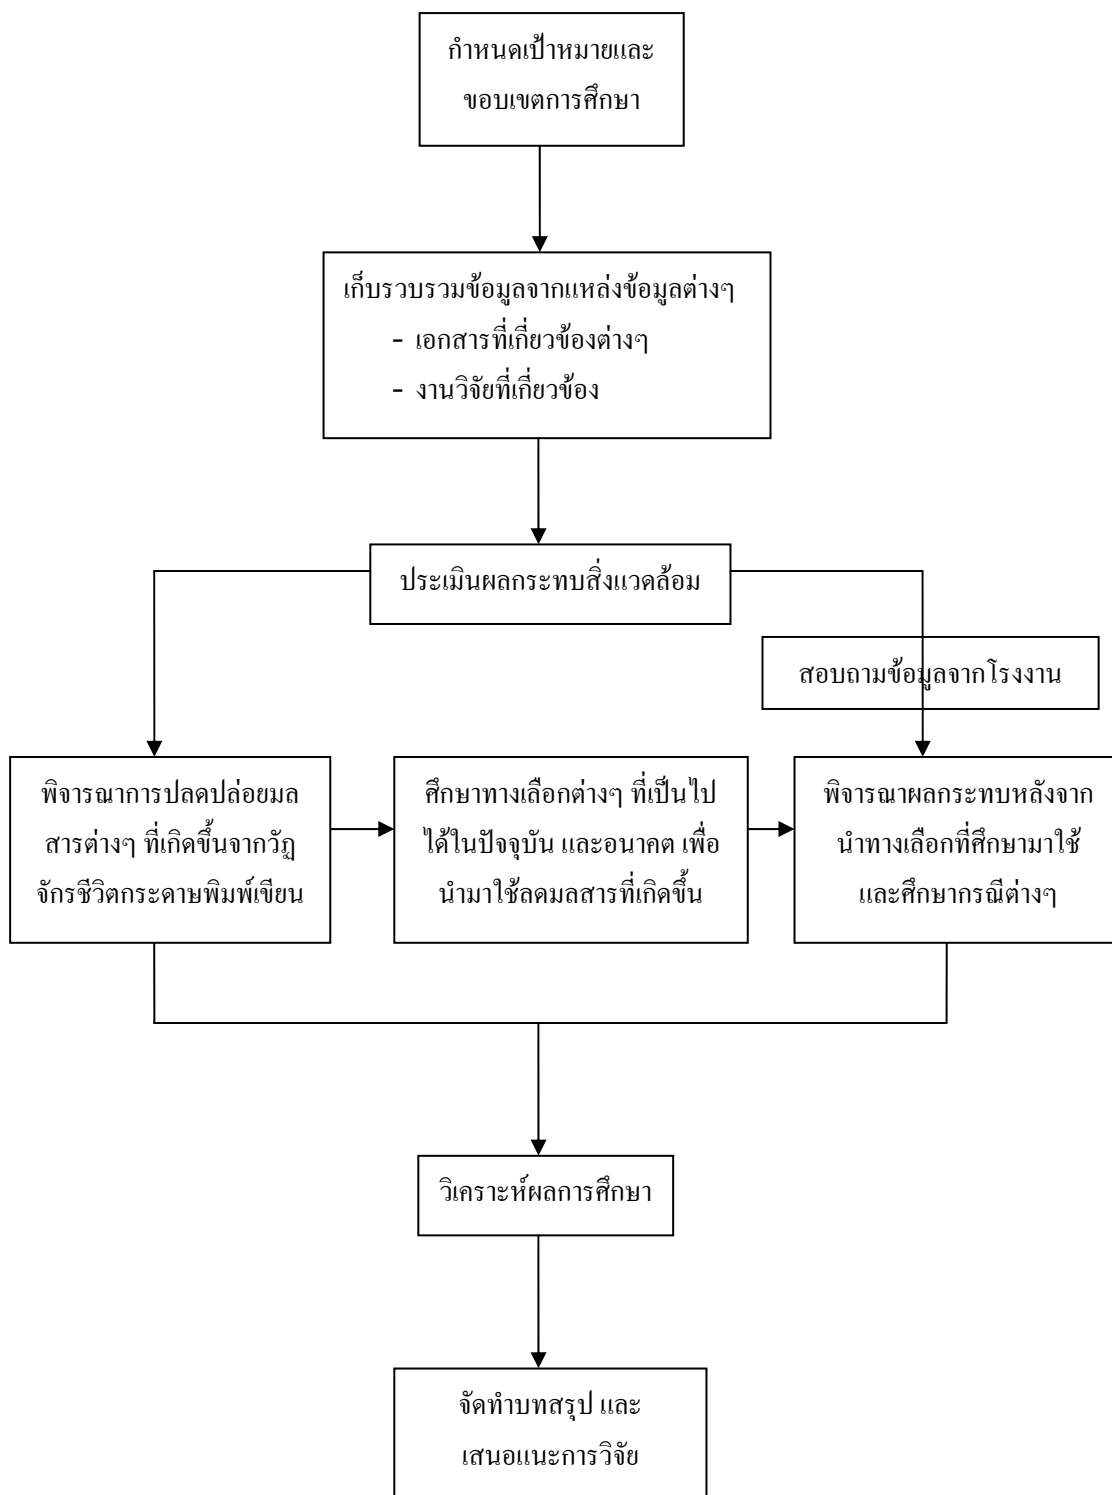 กำหนดเป้าหมายและ
ขอบเขตการศึกษา
เก็บรวบรวมข้อมูลจากแหล่งข้อมูลต่างๆ
- เอกสารที่เกี่ยวข้องต่างๆ
- งานวิจัยที่เกี่ยวข้อง
ประเมินผลกระทบสิ่งแวดล้อม
สอบถามข้อมูลจากโรงงาน
พิจารณาการปลดปล่อยมล
สารต่างๆ ที่เกิดขึ้นจากวัฏ
จักรชีวิตกระดาษพิมพ์เขียน
ศึกษาทางเลือกต่างๆ ที่เป็นไป
ได้ในปัจจุบัน และอนาคต เพื่อ
นำมาใช้ลดมลสารที่เกิดขึ้น
พิจารณาผลกระทบหลังจาก
นำทางเลือกที่ศึกษามาใช้
และศึกษากรณีต่างๆ
วิเคราะห์ผลการศึกษา
จัดทำบทสรุป และ
เสนอแนะการวิจัย